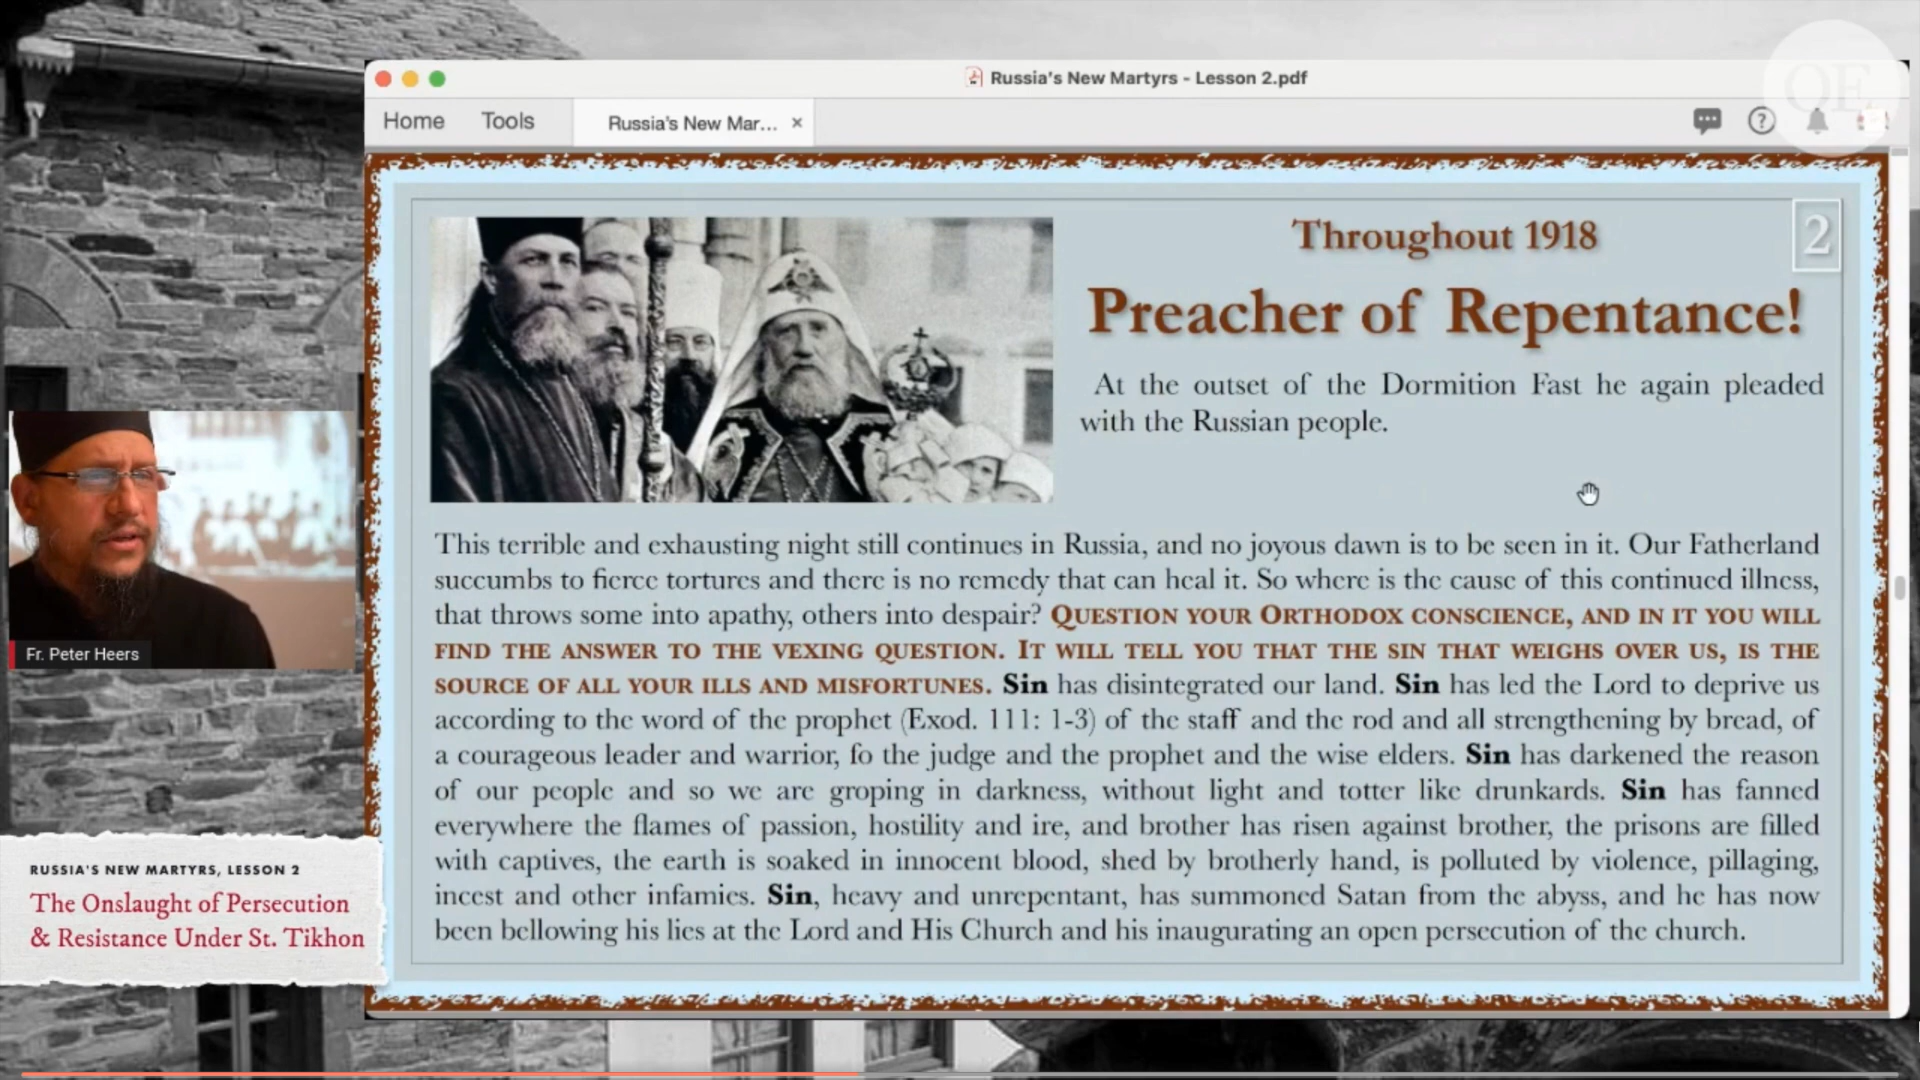 Russia's New Martyrs - Lesson 2.pdf
Home
Tools
Russia's New Mar...
OE
Throughout 1918
2
Preacher of Repentance!
At the outset of the Dormition Fast he again pleaded
with the Russian people.
This terrible and exhausting night still continues in Russia, and no joyous dawn is to be seen in it. Our Fatherland
succumbs to fierce tortures and there is no remedy that can heal it. So where is the cause of this continued illness,
that throws some into apathy, others into despair? QUESTION YOUR ORTHODOX CONSCIENCE, AND IN IT YOU WILL
FIND THE ANSWER TO THE VEXING QUESTION. IT WILL TELL YOU THAT THE SIN THAT WEIGHS OVER US, IS THE
SOURCE OF ALL YOUR ILLS AND MISFORTUNES. Sin has disintegrated our land. Sin has led the Lord to deprive us
according to the word of the prophet (Exod. 111: 1-3) of the staff and the rod and all strengthening by bread, of
a courageous leader and warrior, fo the judge and the prophet and the wise elders. Sin has darkened the reason
of our people and so we are groping in darkness, without light and totter like drunkards. Sin has fanned
everywhere the flames of passion, hostility and ire, and brother has risen against brother, the prisons are filled
with captives, the earth is soaked in innocent blood, shed by brotherly hand, is polluted by violence, pillaging,
incest and other infamies. Sin, heavy and unrepentant, has summoned Satan from the abyss, and he has now
been bellowing his lies at the Lord and His Church and his inaugurating an open persecution of the church.
Fr. Peter Heers
RUSSIA'S NEW MARTYRS, LESSON 2
The Onslaught of Persecution
& Resistance Under St. Tikhon